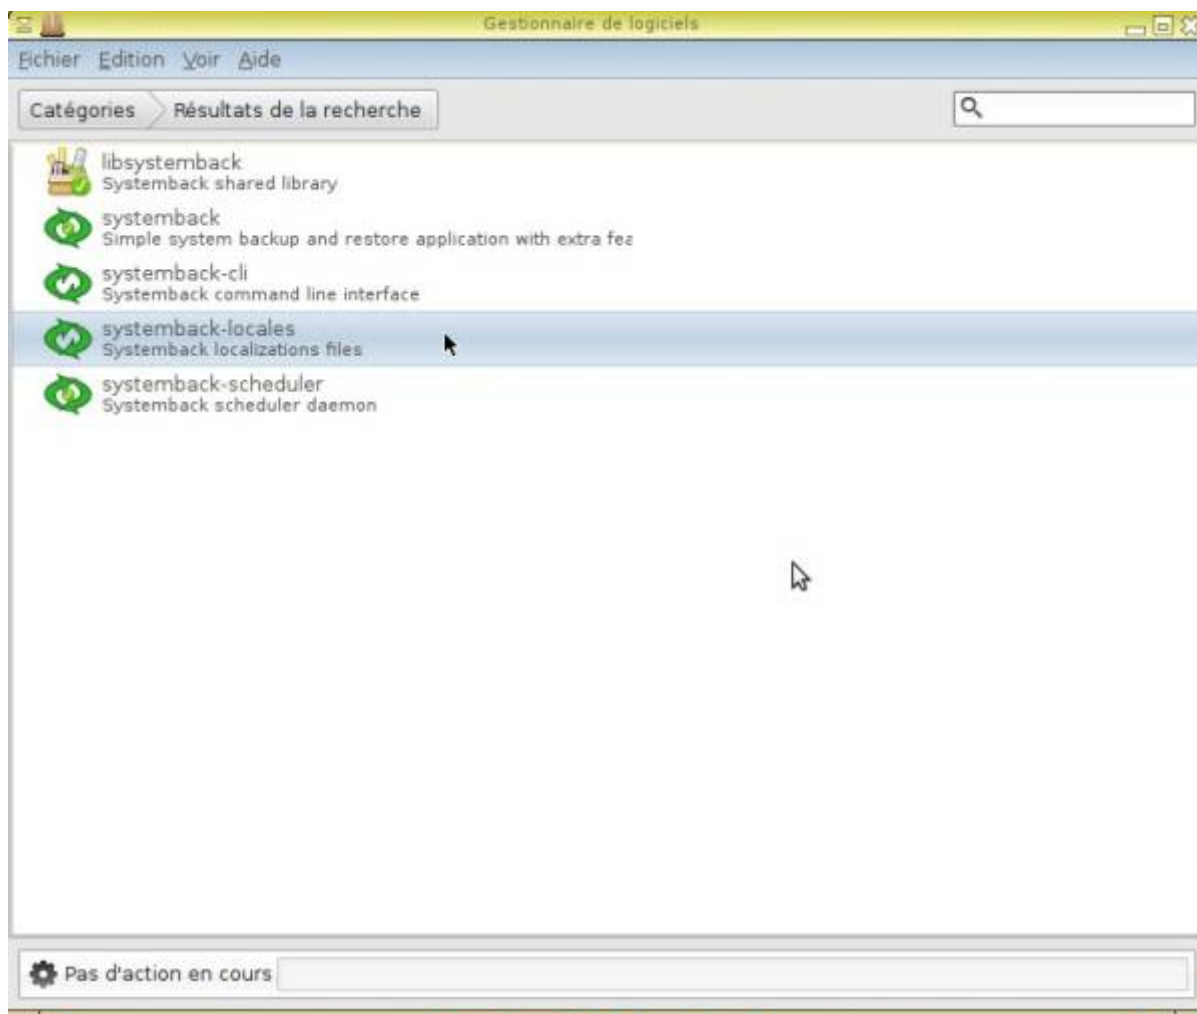 Gestionnaire de logiciels
Fichier Edition Voir Aide
Catégories Résultats de la recherche
libsystemback
Systemback shared library
systemback
Simple system backup and restore application with extra fea
systemback-cli
Systemback command line interface
systemback-locales
Systemback localizations files
systemback-scheduler
Systemback scheduler daemon
Pas d'action en cours